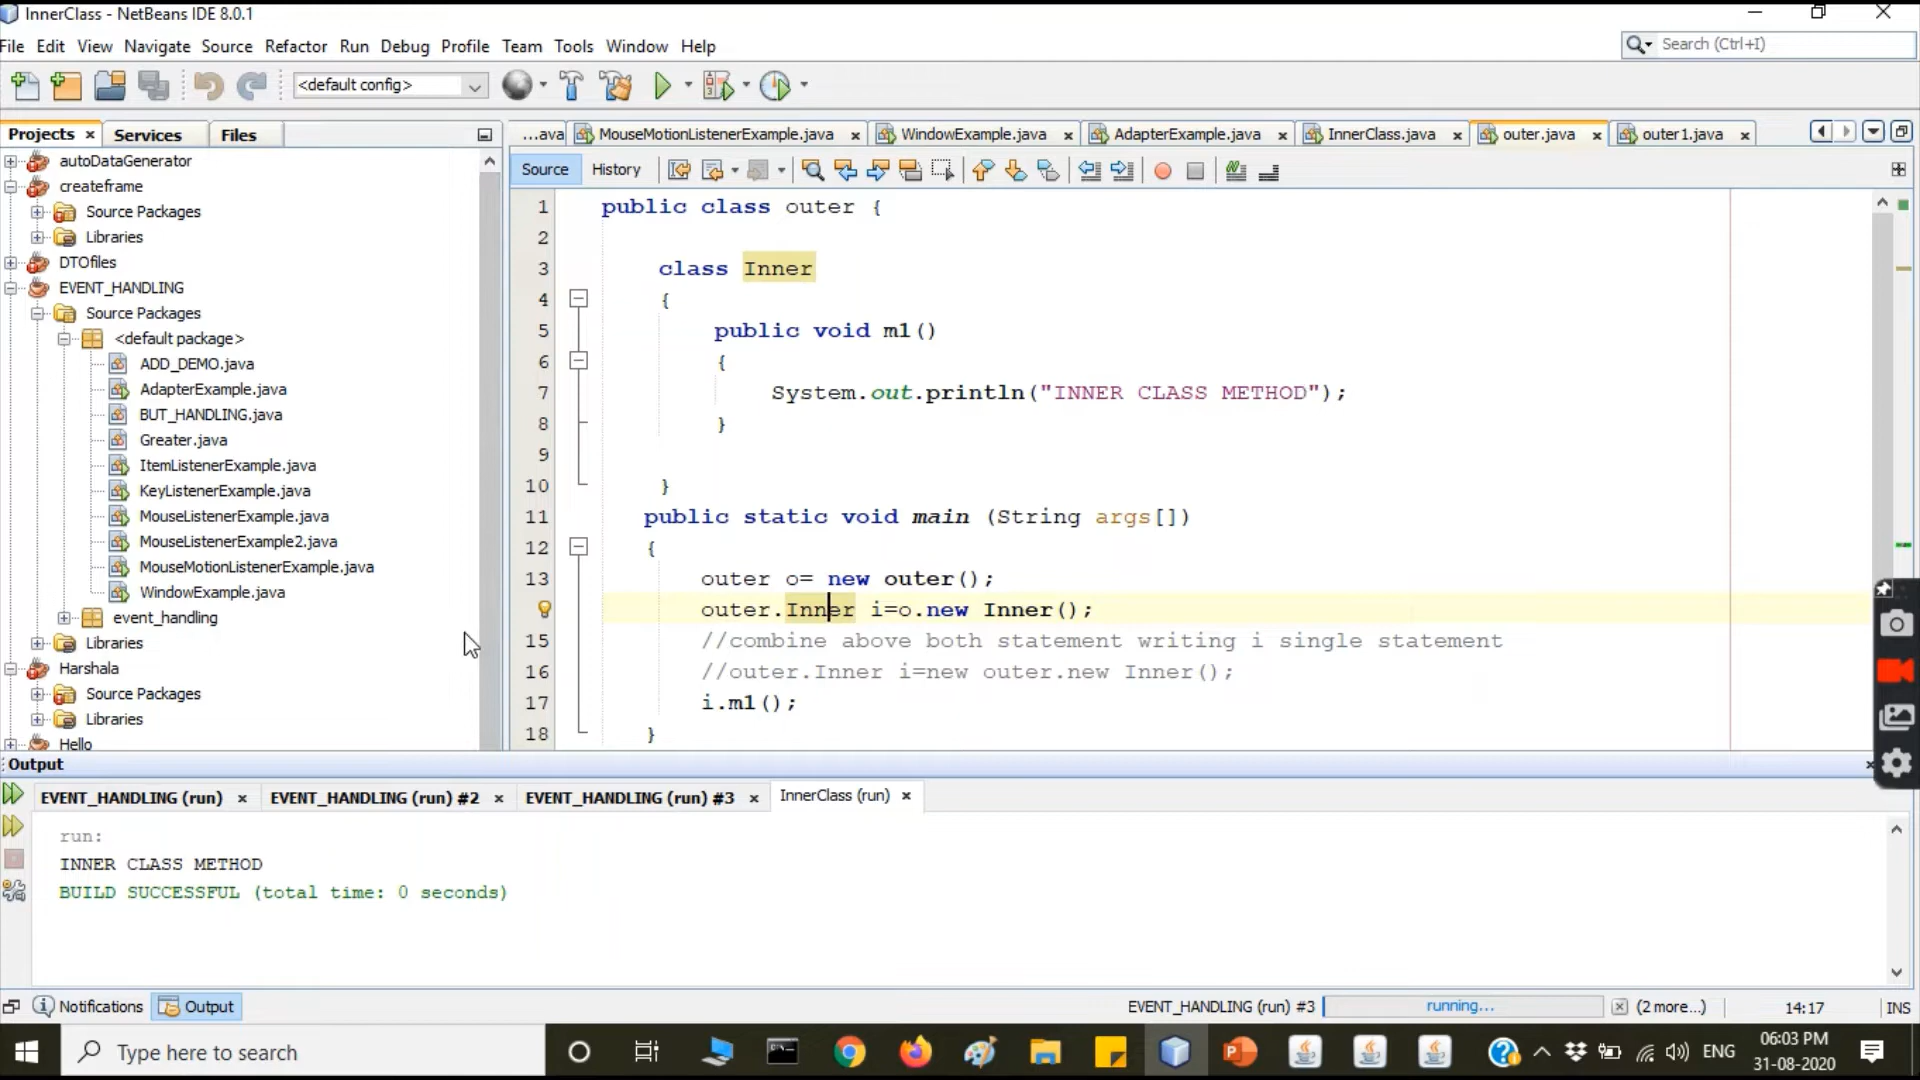 InnerClass - NetBeans IDE 8.0.1
File Edit View Navigate Source Refactor Run Debug Profile Team Tools Window Help
Search (Ctrl+I)
<default config>
Projects Services Files
autoDataGenerator
createframe
Source Packages
Libraries
DTOfiles
EVENT_HANDLING
Source Packages
<default package>
ADD_DEMO.java
AdapterExample.java
BUT_HANDLING.java
Greater.java
ItemListenerExample.java
KeyListenerExample.java
MouseListenerExample.java
MouseListenerExample2.java
MouseMotionListenerExample.java
WindowExample.java
event_handling
Libraries
Harshala
Source Packages
Libraries
Hello
...ava MouseMotionListenerExample.java WindowExample.java AdapterExample.java InnerClass.java outer.java outer1.java
Source History
1 public class outer {
2
3 class Inner
4 {
5 public void m1()
6 {
7 System.out.println("INNER CLASS METHOD");
8 }
9
10 }
11 public static void main (String args[])
12 {
13 outer o= new outer();
outer.Inner i=o.new Inner();
15 //combine above both statement writing i single statement
16 //outer.Inner i=new outer.new Inner();
17 i.m1();
18 }
Output
EVENT_HANDLING (run) EVENT_HANDLING (run) #2 EVENT_HANDLING (run) #3 InnerClass (run)
run:
INNER CLASS METHOD
BUILD SUCCESSFUL (total time: 0 seconds)
Notifications Output
EVENT_HANDLING (run) #3 running... (2 more...) 14:17 INS
Type here to search
ENG
06:03 PM
31-08-2020